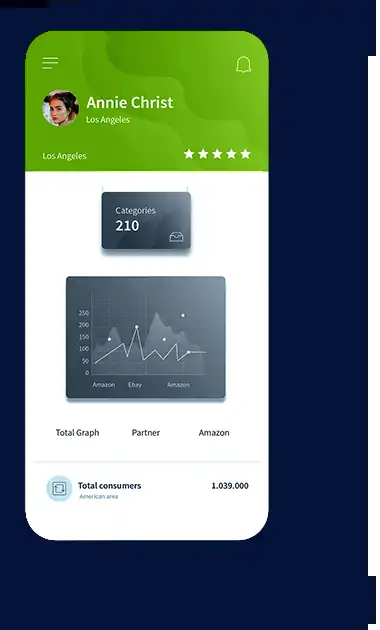 Annie Christ
Los Angeles
Los Angeles
Categories
210
250
200
150
100
50
0
Amazon Ebay Amazon
Total Graph Partner Amazon
Total consumers 1.039.000
American area